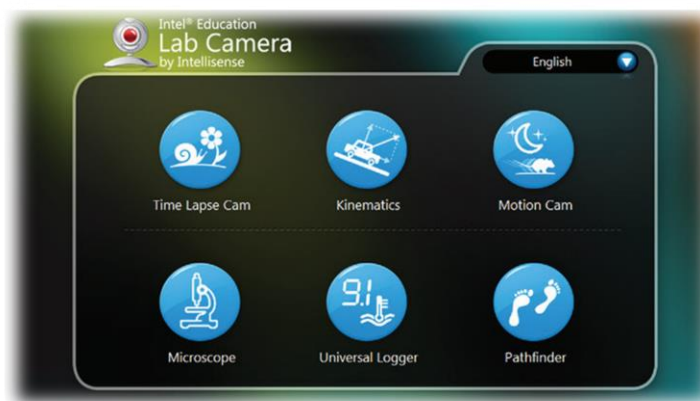 Intel® Education
Lab Camera
by Intellisense
English
Time Lapse Cam
Kinematics
Motion Cam
9.1
Microscope
Universal Logger
Pathfinder